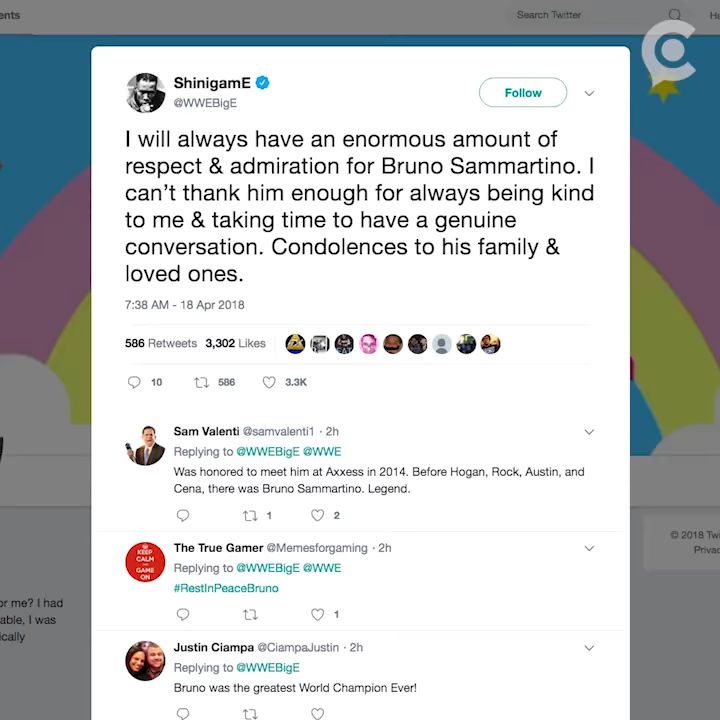 ents
Search Twitter
Ha
ShinigamE
@WWEBigE
Follow
I will always have an enormous amount of
respect & admiration for Bruno Sammartino. I
can’t thank him enough for always being kind
to me & taking time to have a genuine
conversation. Condolences to his family &
loved ones.
7:38 AM - 18 Apr 2018
586 Retweets 3,302 Likes
10 586 3.3K
Sam Valenti @samvalenti1 · 2h
Replying to @WWEBigE @WWE
Was honored to meet him at Axxess in 2014. Before Hogan, Rock, Austin, and
Cena, there was Bruno Sammartino. Legend.
1 2
KEEP
CALM
GAME
ON
The True Gamer @Memesforgaming · 2h
Replying to @WWEBigE @WWE
#RestInPeaceBruno
1
Justin Ciampa @CiampaJustin · 2h
Replying to @WWEBigE
Bruno was the greatest World Champion Ever!
or me? I had
able, I was
ically
© 2018 Twi
Privac